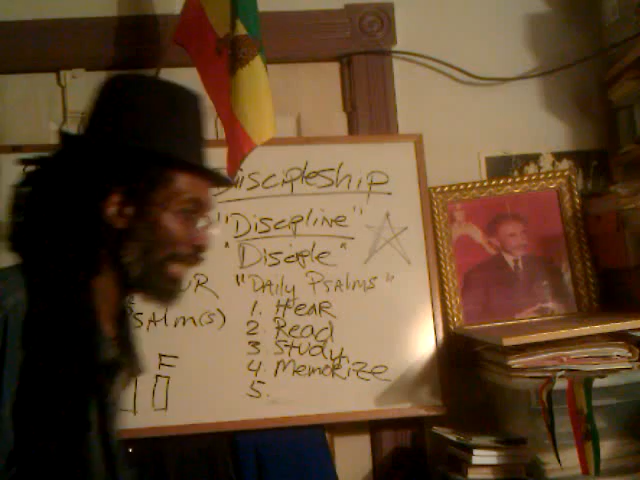 Discipleship
"Discipline"
"Disciple"
"Daily Psalms"
1. Hear
2. Read
3. Study
4. Memorize
5.
Psalm(s)
F